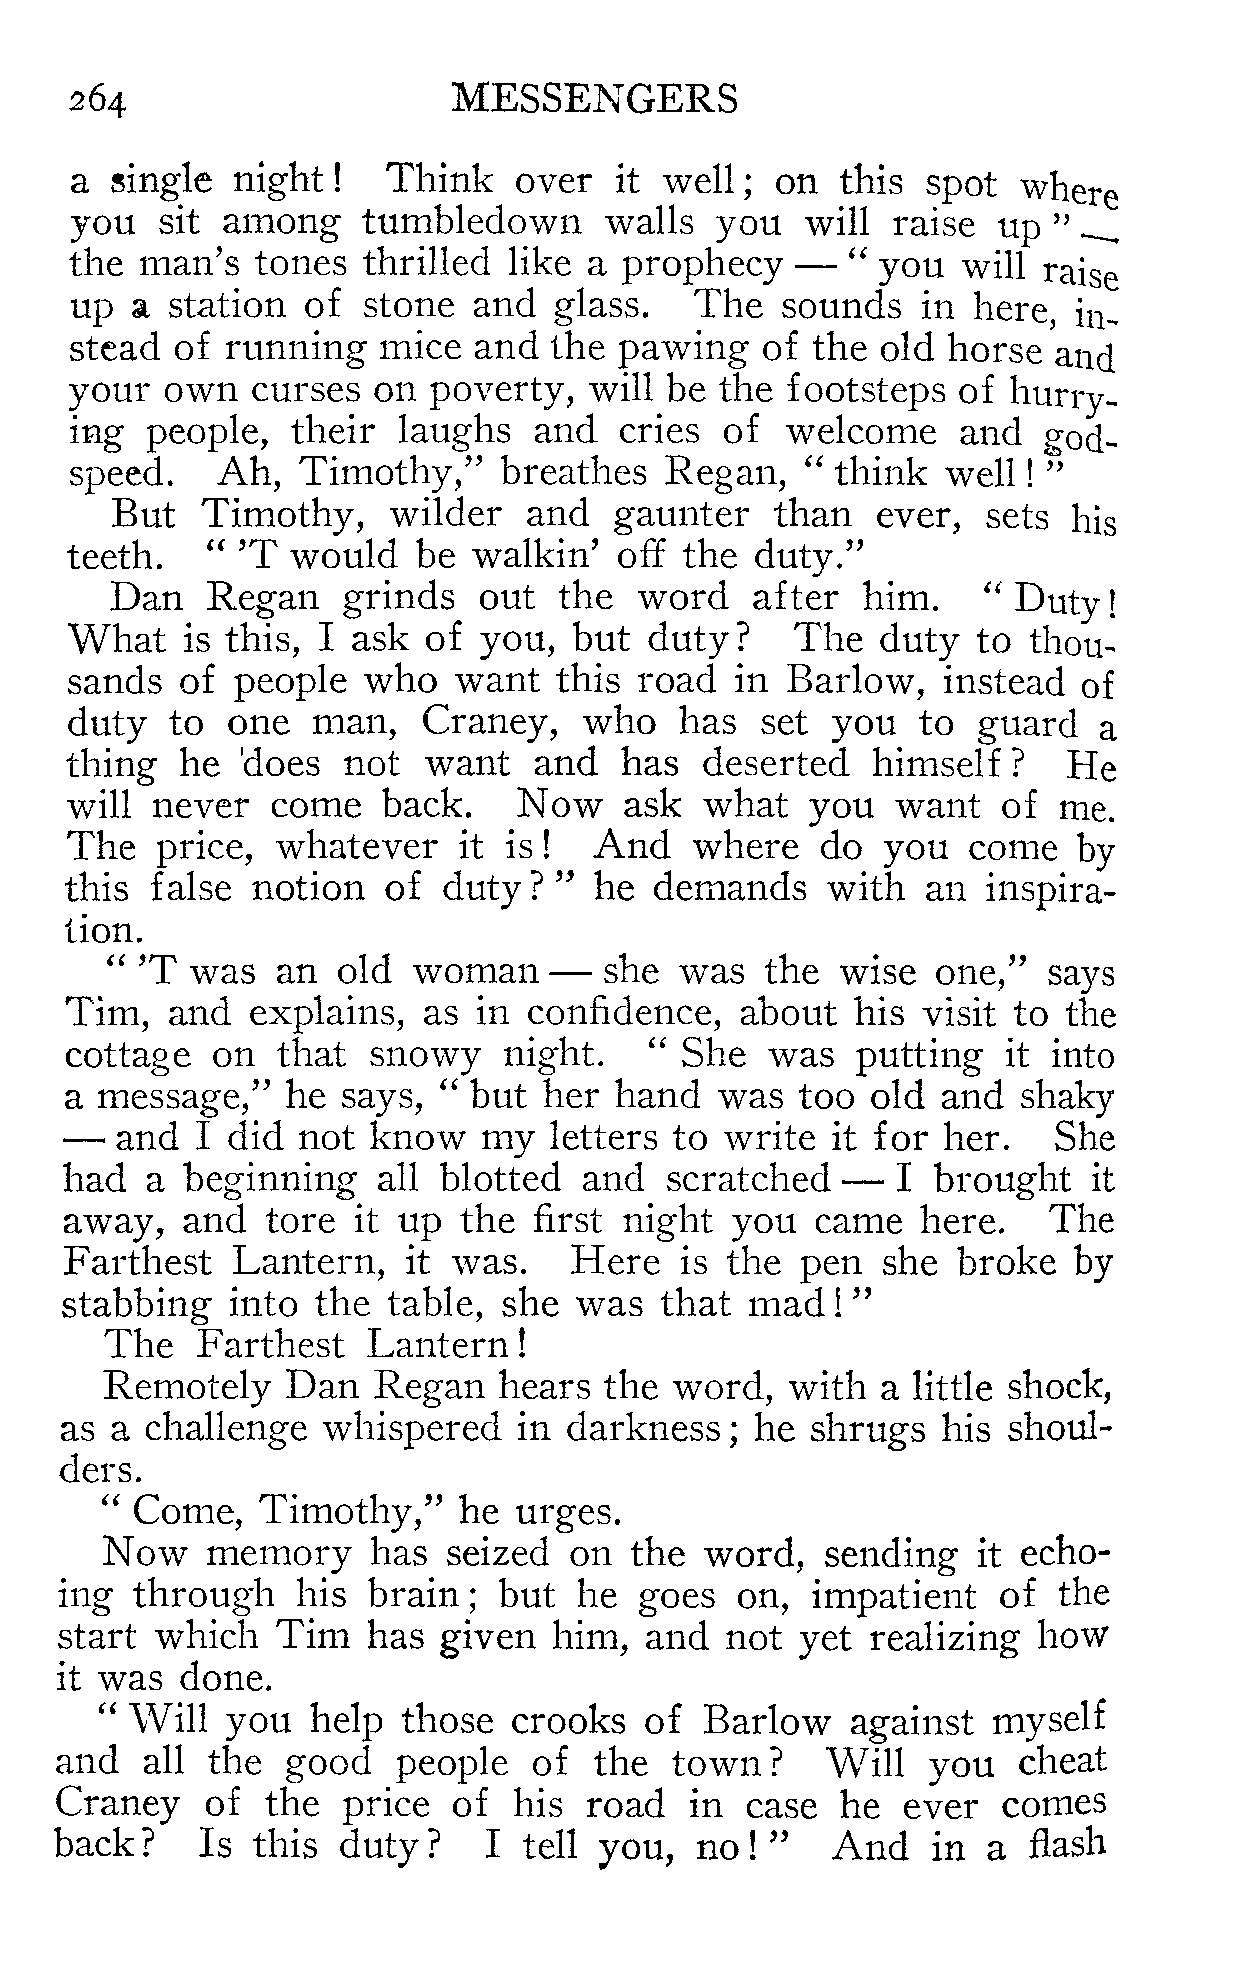 264 MESSENGERS
a single night! Think over it well; on this spot where
you sit among tumbledown walls you will raise up" —
the man's tones thrilled like a prophecy — "you will raise
up a station of stone and glass. The sounds in here, in-
stead of running mice and the pawing of the old horse and
your own curses on poverty, will be the footsteps of hurry-
ing people, their laughs and cries of welcome and god-
speed. Ah, Timothy," breathes Regan, "think well!"
But Timothy, wilder and gaunter than ever, sets his
teeth. "'T would be walkin' off the duty."
Dan Regan grinds out the word after him. "Duty!
What is this, I ask of you, but duty? The duty to thou-
sands of people who want this road in Barlow, instead of
duty to one man, Craney, who has set you to guard a
thing he 'does not want and has deserted himself? He
will never come back. Now ask what you want of me.
The price, whatever it is! And where do you come by
this false notion of duty?" he demands with an inspira-
tion.
"'T was an old woman — she was the wise one," says
Tim, and explains, as in confidence, about his visit to the
cottage on that snowy night. "She was putting it into
a message," he says, "but her hand was too old and shaky
— and I did not know my letters to write it for her. She
had a beginning all blotted and scratched — I brought it
away, and tore it up the first night you came here. The
Farthest Lantern, it was. Here is the pen she broke by
stabbing into the table, she was that mad!"
The Farthest Lantern!
Remotely Dan Regan hears the word, with a little shock,
as a challenge whispered in darkness; he shrugs his shoul-
ders.
"Come, Timothy," he urges.
Now memory has seized on the word, sending it echo-
ing through his brain; but he goes on, impatient of the
start which Tim has given him, and not yet realizing how
it was done.
"Will you help those crooks of Barlow against myself
and all the good people of the town? Will you cheat
Craney of the price of his road in case he ever comes
back? Is this duty? I tell you, no!" And in a flash